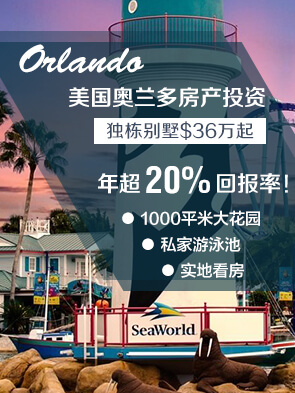 Orlando
美国奥兰多房产投资
独栋别墅$36万起
年超20%回报率!
● 1000平米大花园
● 私家游泳池
● 实地看房
SeaWorld